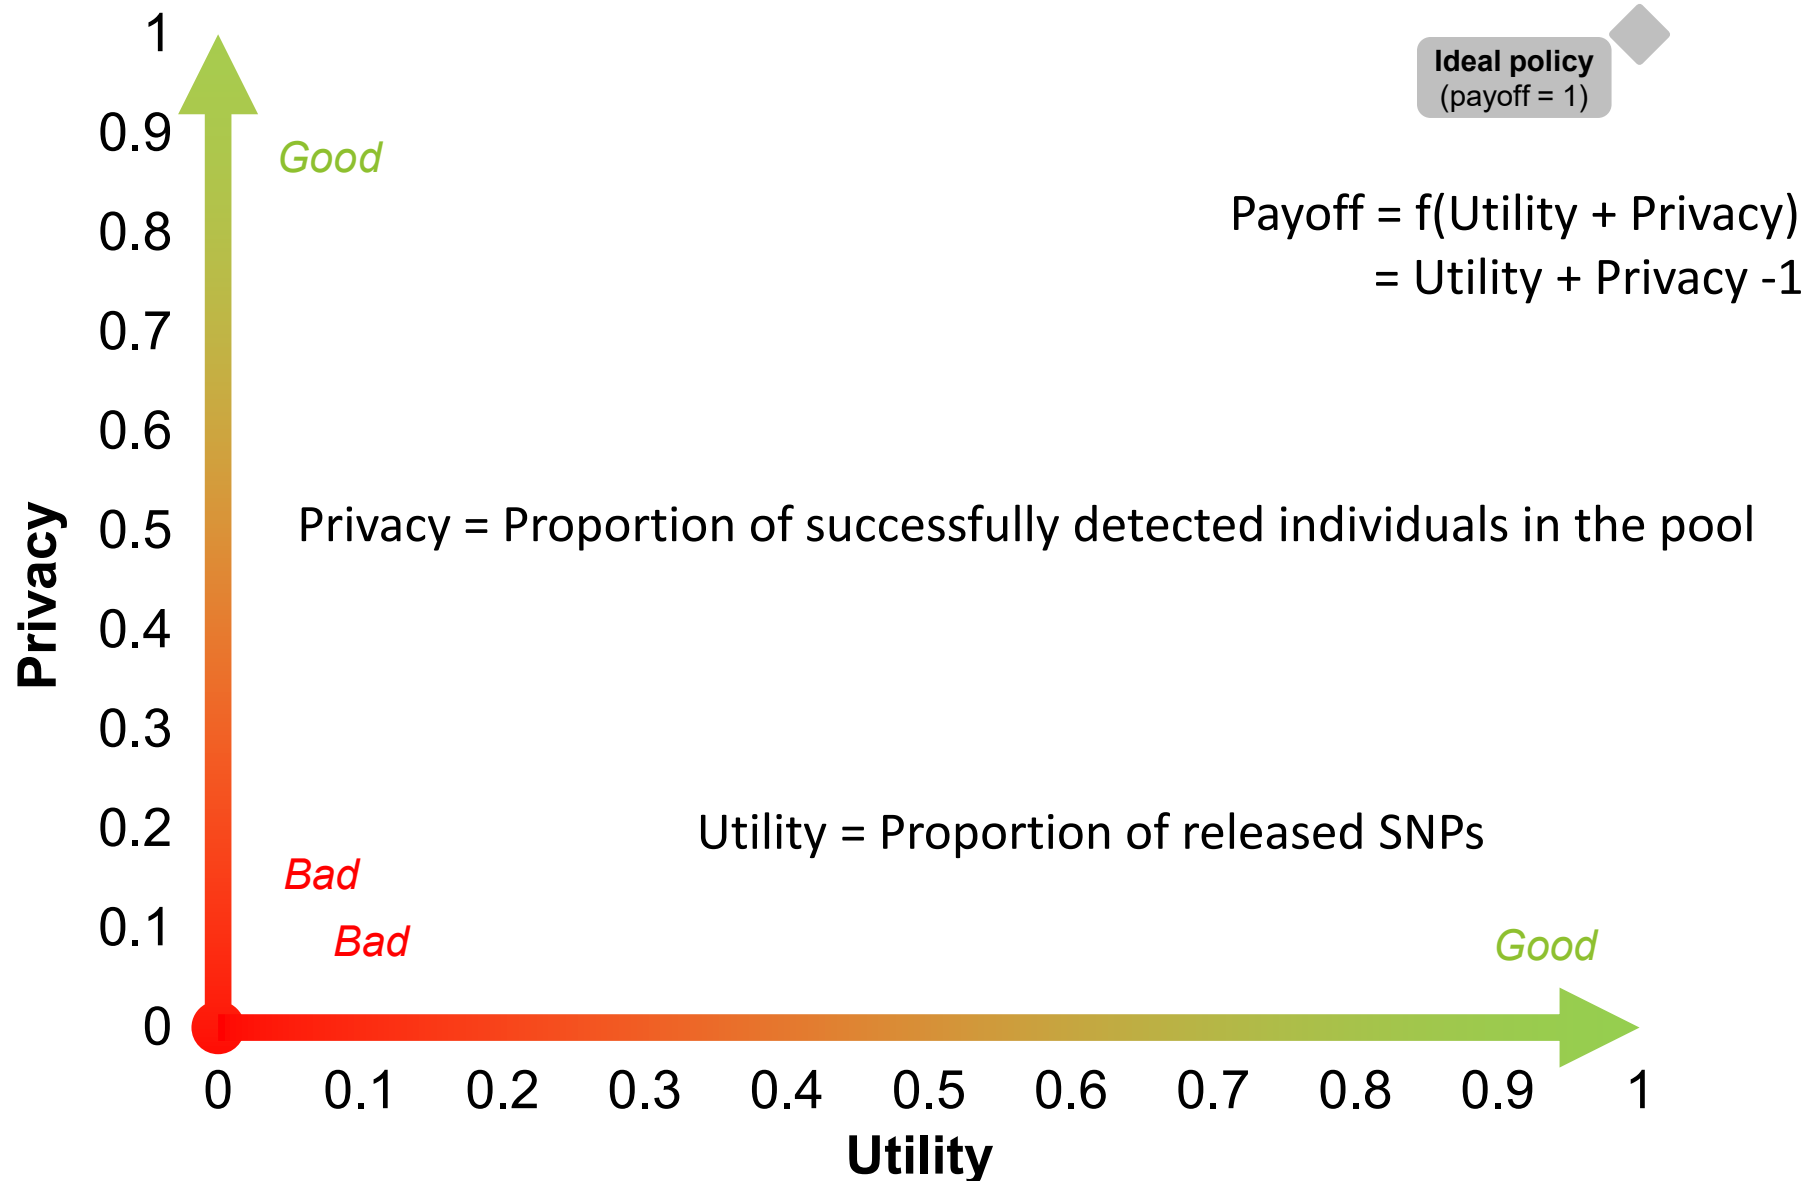 1
0.9
0.8
0.7
0.6
0.5
0.4
0.3
0.2
0.1
0
Privacy
Good
Ideal policy
(payoff = 1)
Payoff = f(Utility + Privacy)
= Utility + Privacy -1
Privacy = Proportion of successfully detected individuals in the pool
Utility = Proportion of released SNPs
Bad
Bad
Good
0 0.1 0.2 0.3 0.4 0.5 0.6 0.7 0.8 0.9 1
Utility